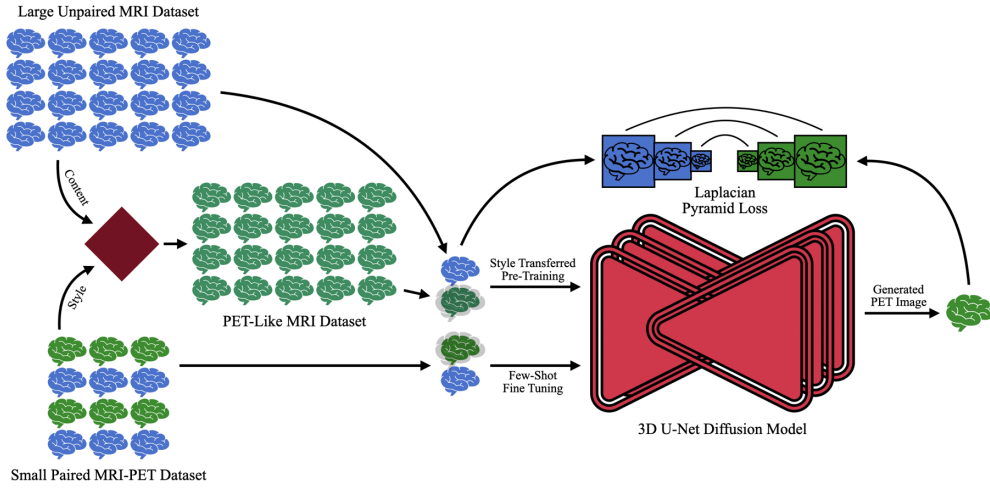 Large Unpaired MRI Dataset
Content
Style
PET-Like MRI Dataset
Small Paired MRI-PET Dataset
Style Transferred
Pre-Training
Few-Shot
Fine Tuning
Laplacian
Pyramid Loss
3D U-Net Diffusion Model
Generated
PET Image